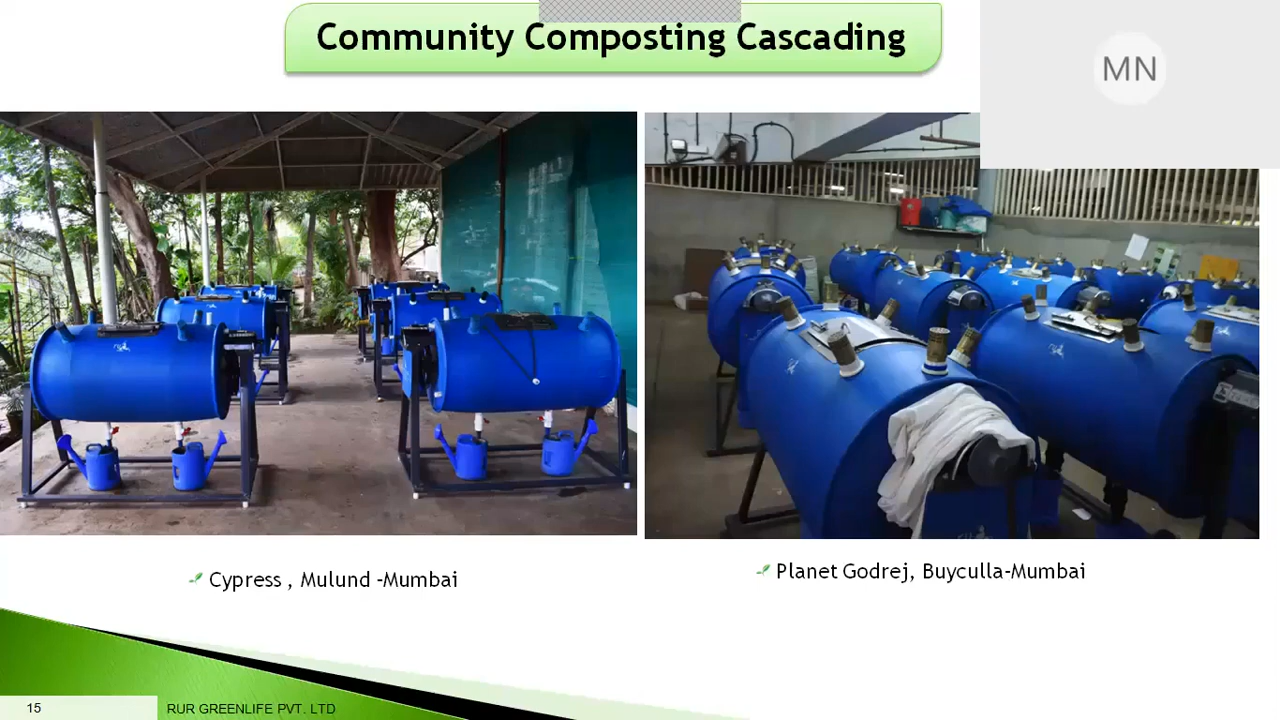 Community Composting Cascading
MN
Cypress , Mulund -Mumbai
Planet Godrej, Buyculla-Mumbai
15
RUR GREENLIFE PVT. LTD